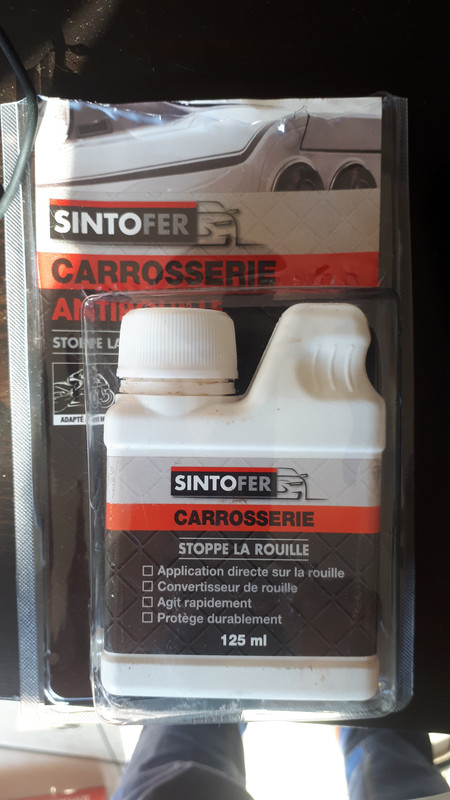 SINTOFER
CARROSSERIE
STOPPE LA
ADAPTÉ
SINTOFER
CARROSSERIE
STOPPE LA ROUILLE
Application directe sur la rouille
Convertisseur de rouille
Agit rapidement
Protège durablement
125 ml